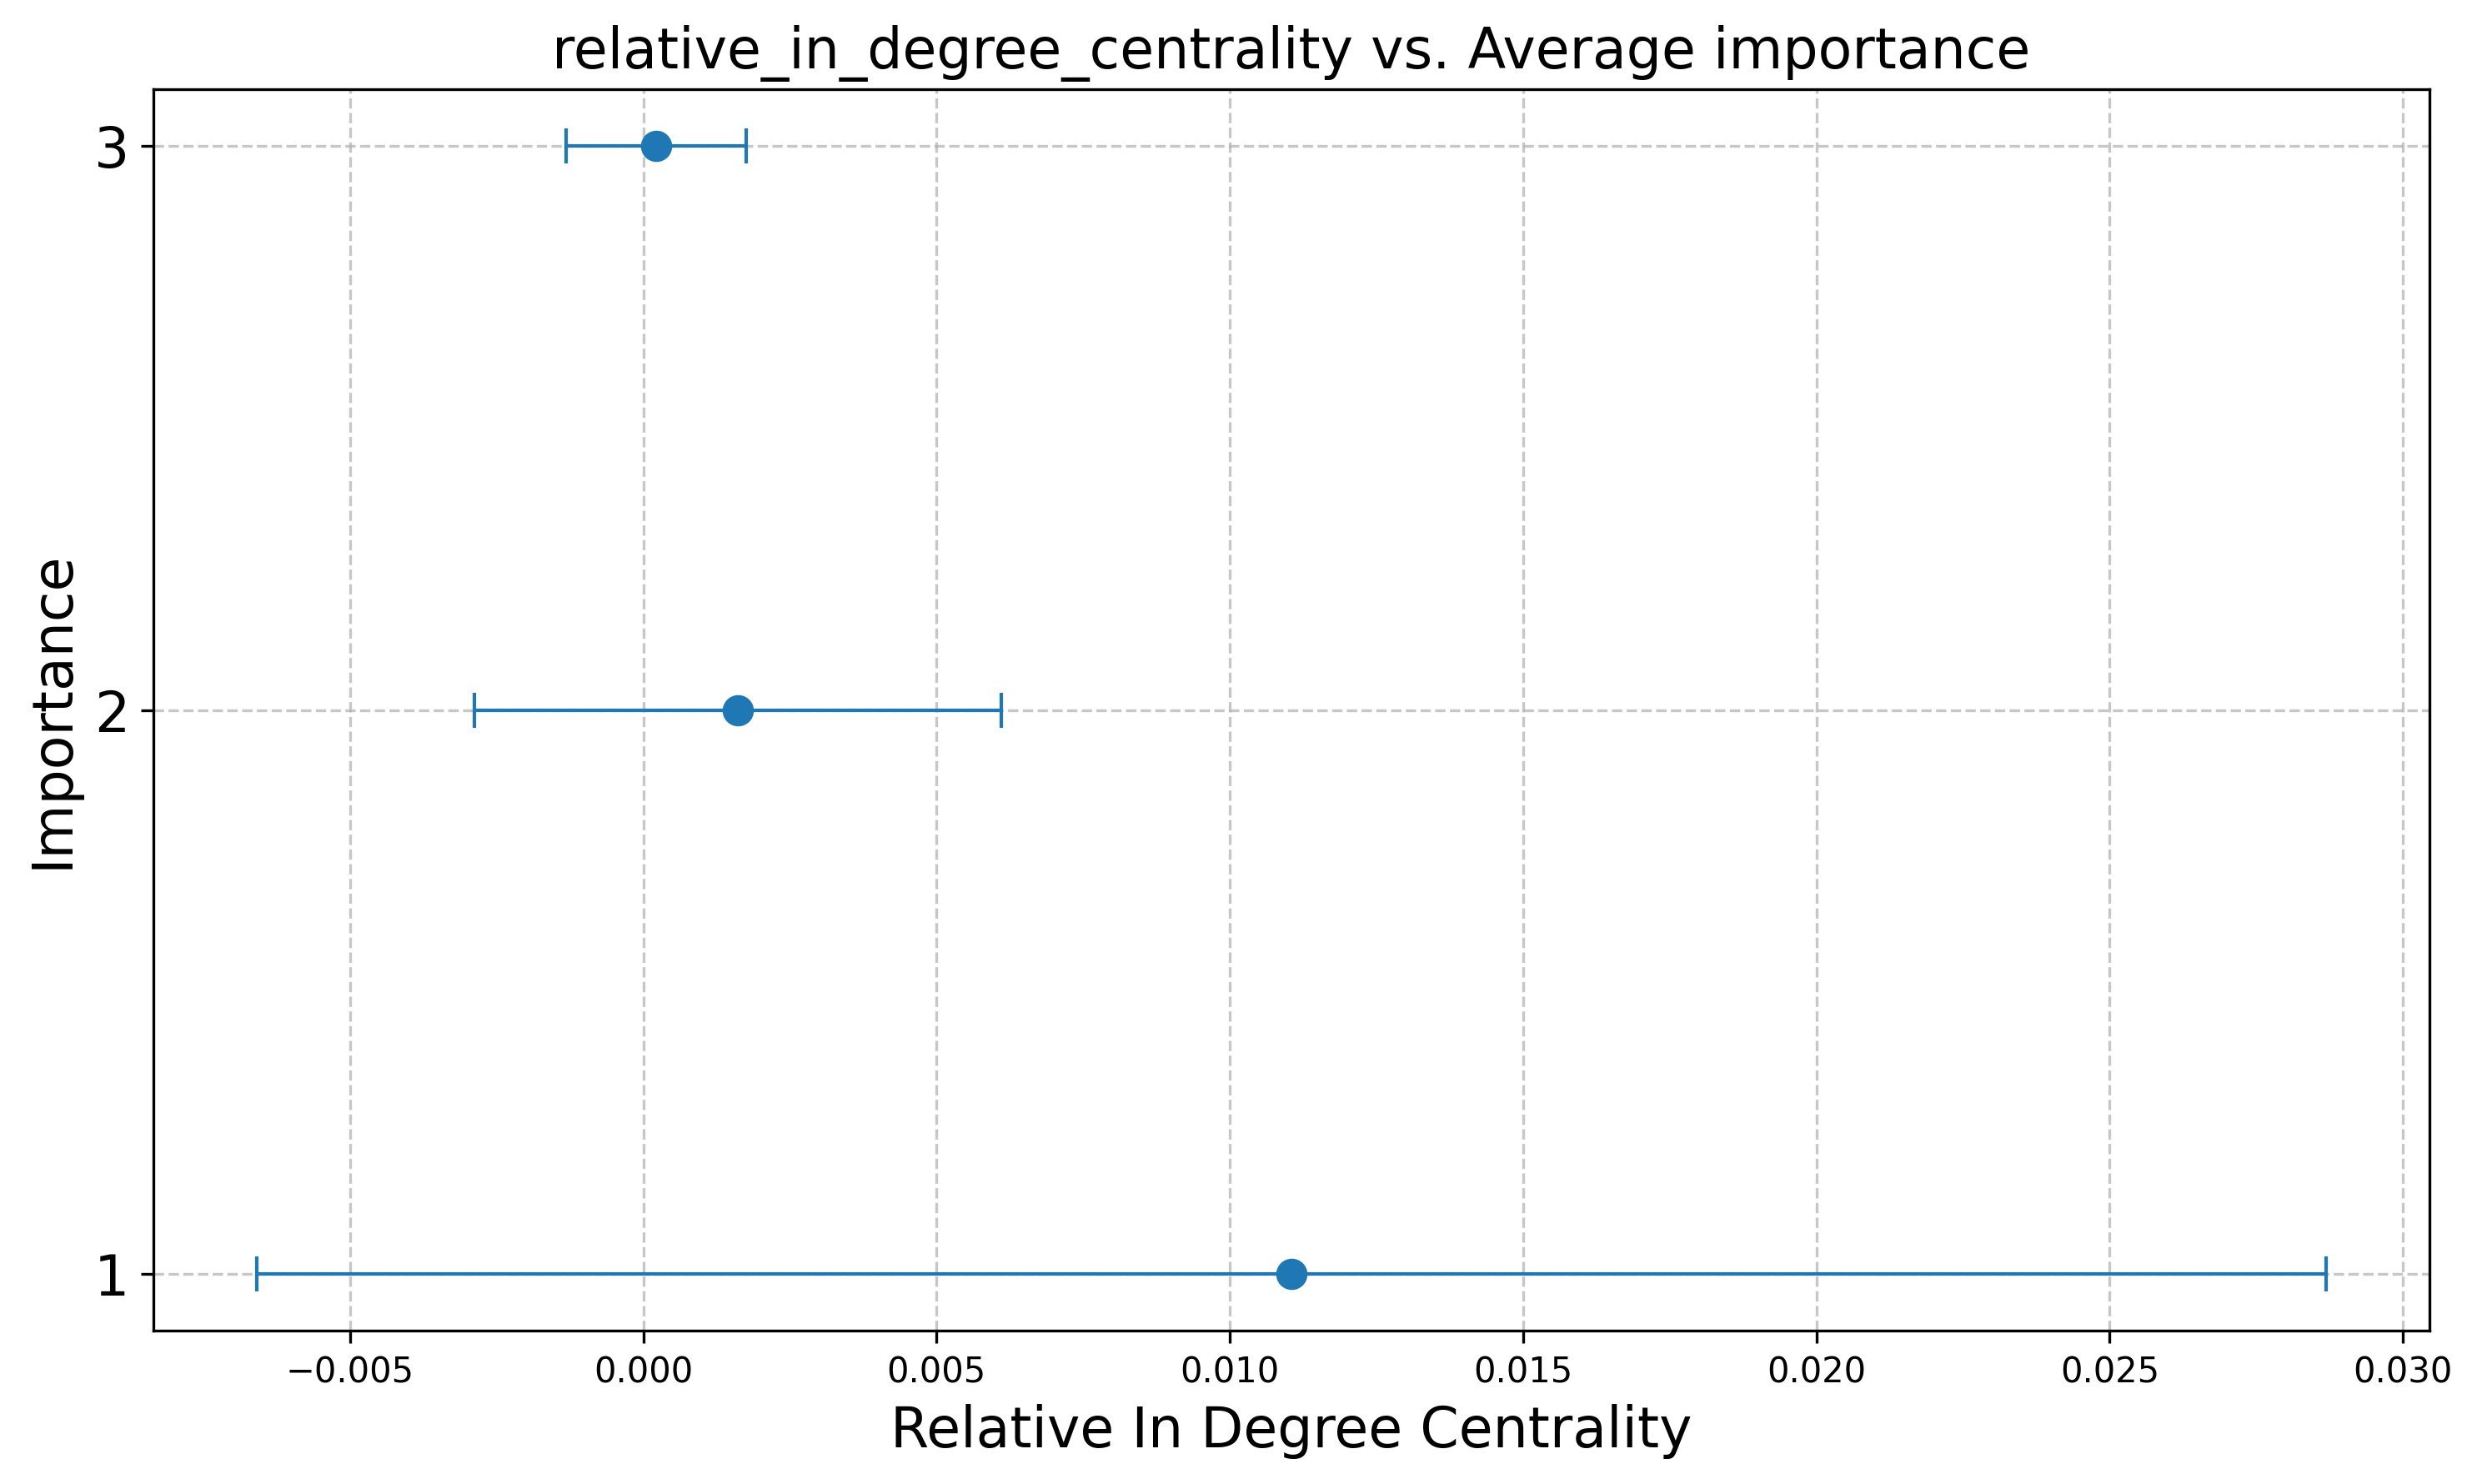 relative_in_degree_centrality vs. Average importance
3
2
1
Importance
−0.005 0.000 0.005 0.010 0.015 0.020 0.025 0.030
Relative In Degree Centrality